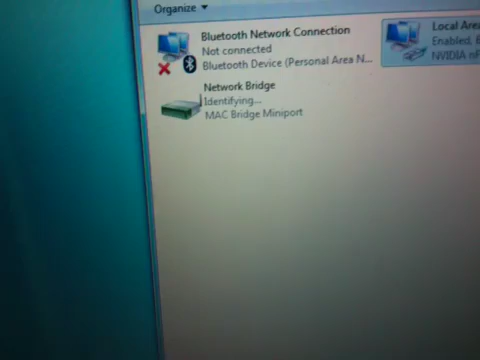 Organize
Bluetooth Network Connection
Not connected
Bluetooth Device (Personal Area N...
Local Area
Enabled,
NVIDIA nF
Network Bridge
Identifying...
MAC Bridge Miniport